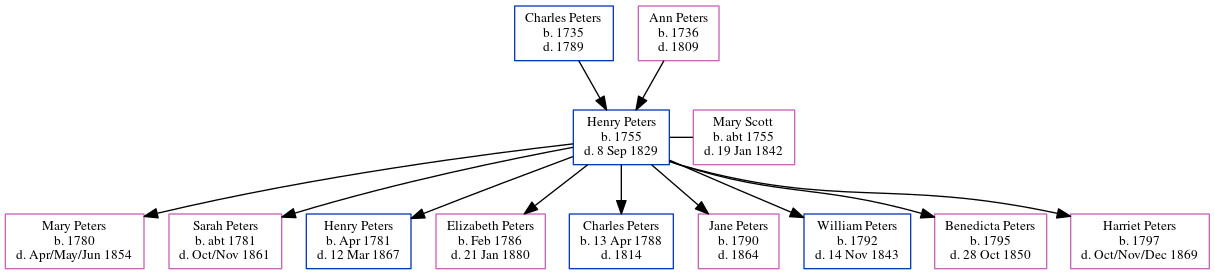 Charles Peters
b. 1735
d. 1789
Ann Peters
b. 1736
d. 1809
Henry Peters
b. 1755
d. 8 Sep 1829
Mary Scott
b. abt 1755
d. 19 Jan 1842
Mary Peters
b. 1780
d. Apr/May/Jun 1854
Sarah Peters
b. abt 1781
d. Oct/Nov 1861
Henry Peters
b. Apr 1781
d. 12 Mar 1867
Elizabeth Peters
b. Feb 1786
d. 21 Jan 1880
Charles Peters
b. 13 Apr 1788
d. 1814
Jane Peters
b. 1790
d. 1864
William Peters
b. 1792
d. 14 Nov 1843
Benedicta Peters
b. 1795
d. 28 Oct 1850
Harriet Peters
b. 1797
d. Oct/Nov/Dec 1869